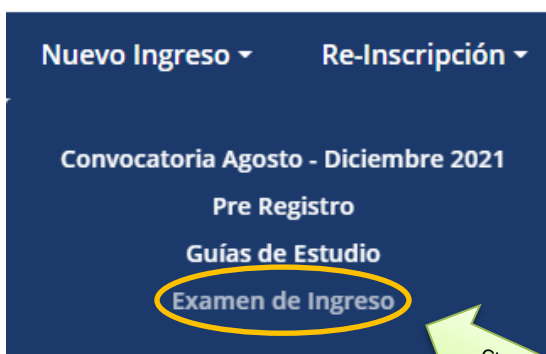 Nuevo Ingreso Re-Inscripción
Convocatoria Agosto - Diciembre 2021
Pre Registro
Guías de Estudio
Examen de Ingreso